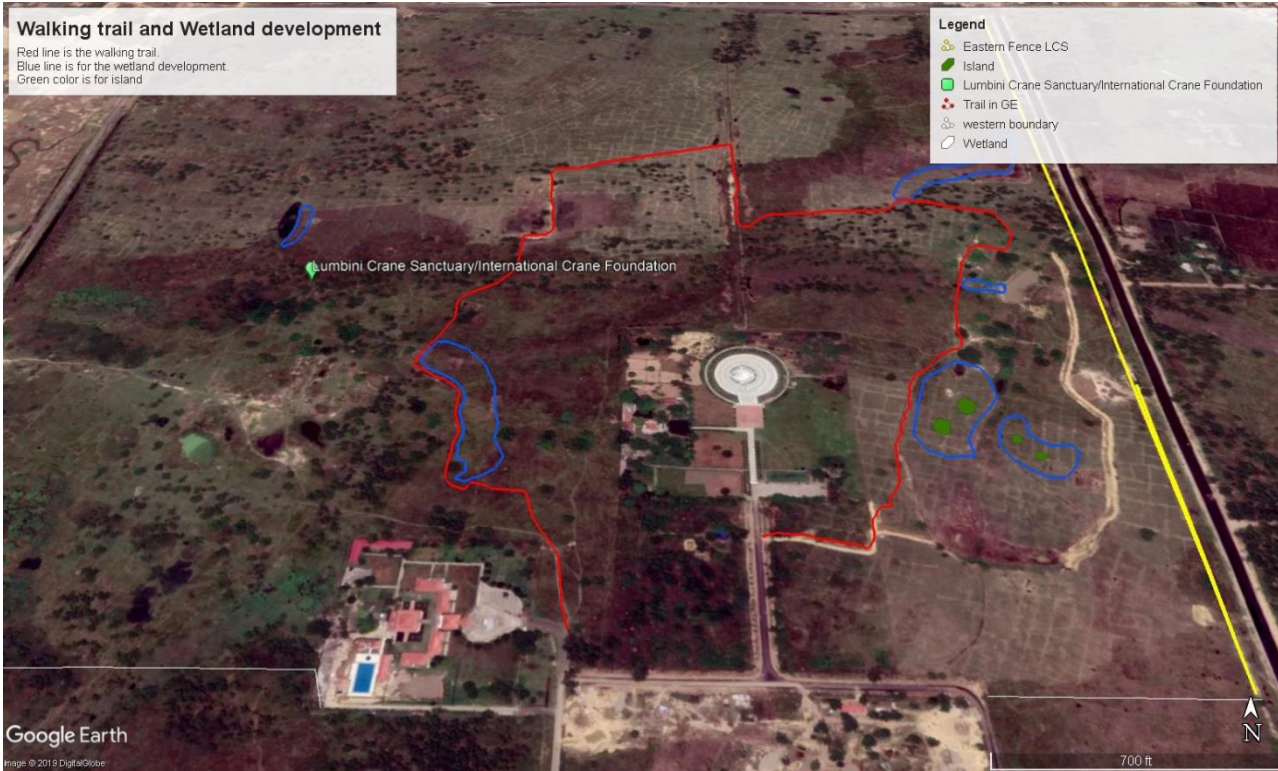 Walking trail and Wetland development
Red line is the walking trail.
Blue line is for the wetland development.
Green color is for island
Legend
Eastern Fence LCS
Island
Lumbini Crane Sanctuary/International Crane Foundation
Trail in GE
western boundary
Wetland
Lumbini Crane Sanctuary/International Crane Foundation
N
Google Earth
Image © 2019 DigitalGlobe
700 ft